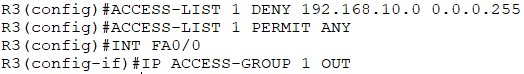 R3(config)#ACCESS-LIST 1 DENY 192.168.10.0 0.0.0.255
R3(config)#ACCESS-LIST 1 PERMIT ANY
R3(config)#INT FA0/0
R3(config-if)#IP ACCESS-GROUP 1 OUT